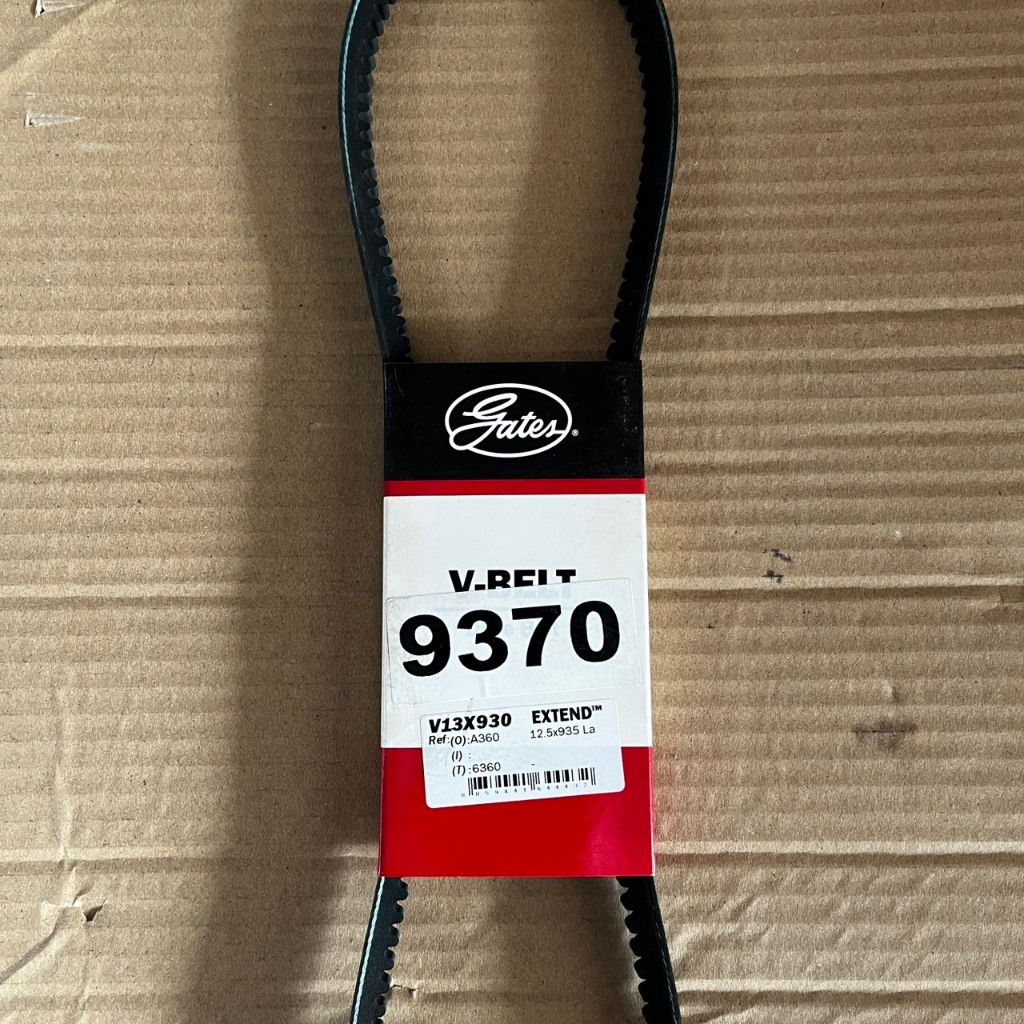 Gates®
V-BELT
9370
V13X930 EXTEND™
Ref:(O):A360 12.5x935 La
(I) :
(T) :6360 -